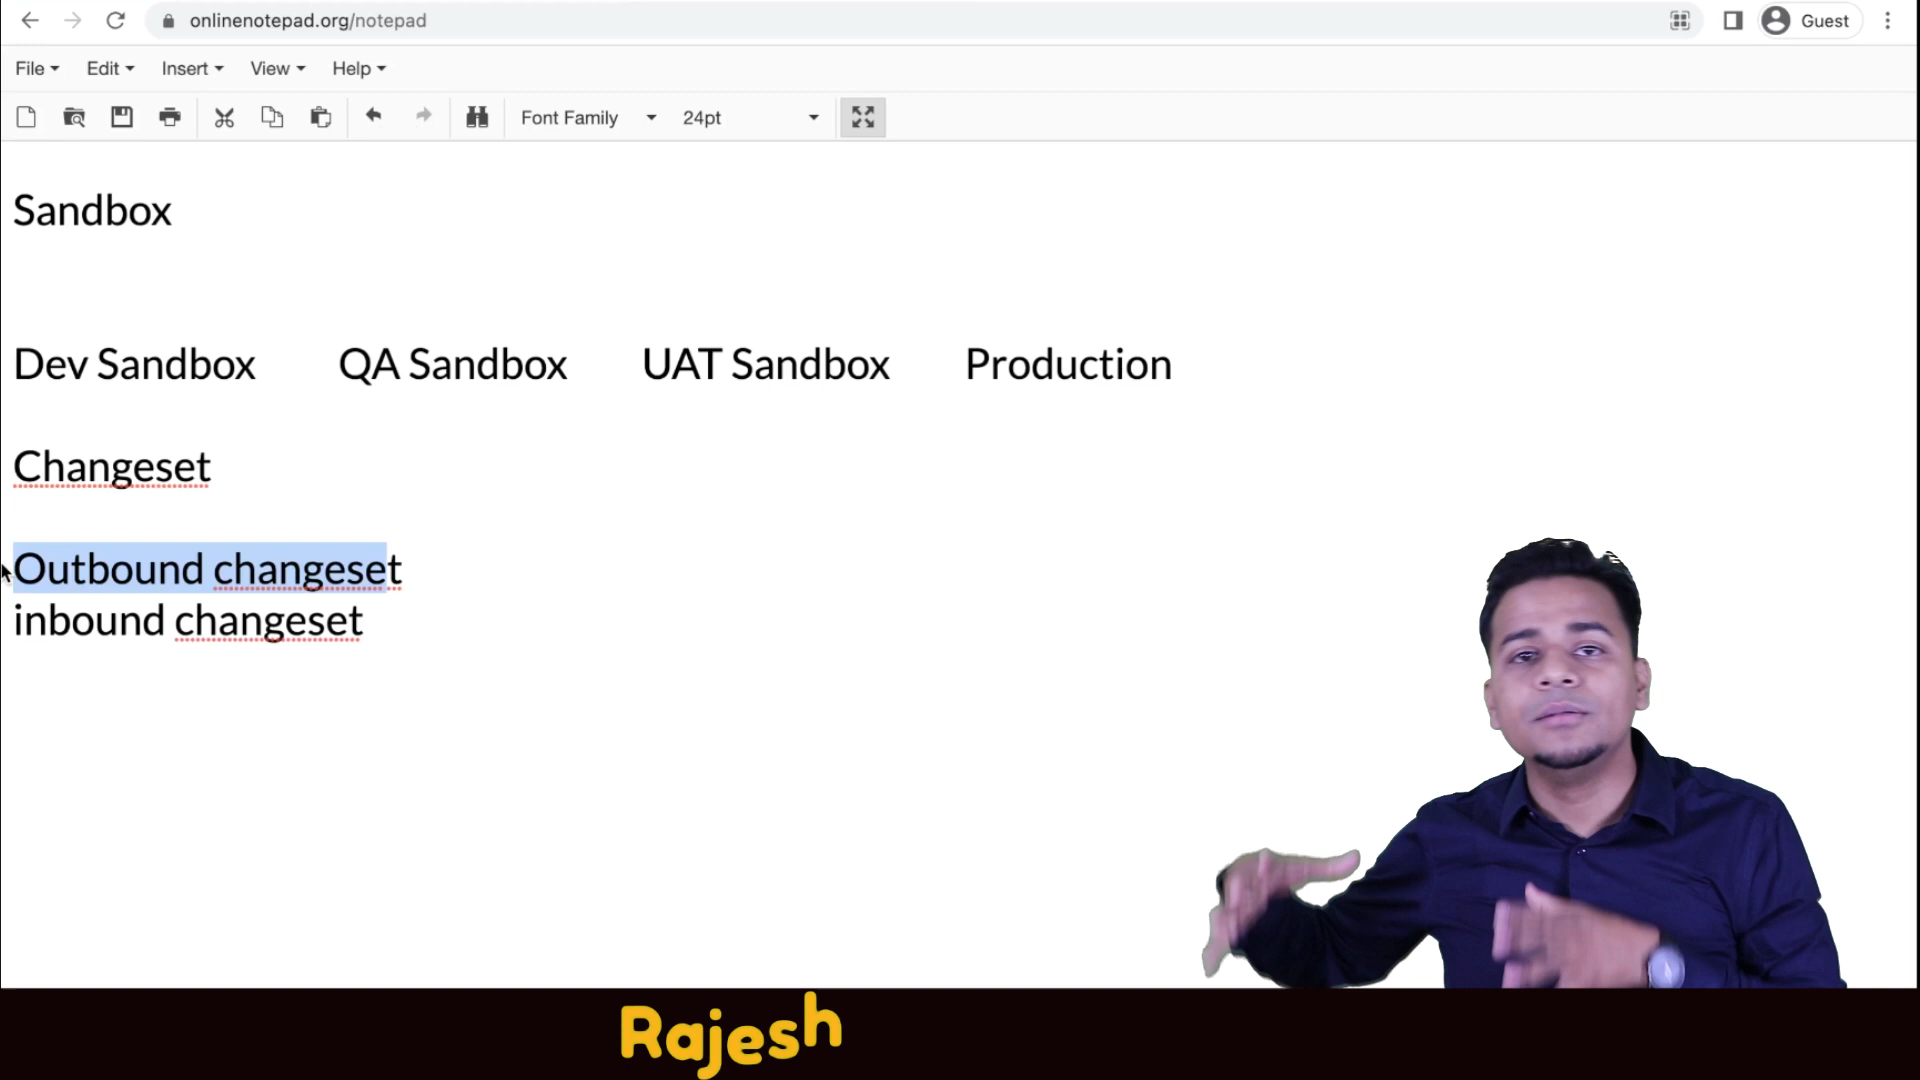 onlinenotepad.org/notepad
Guest
File Edit Insert View Help
Font Family 24pt
Sandbox
Dev Sandbox QA Sandbox UAT Sandbox Production
Changeset
Outbound changeset
inbound changeset
Rajesh